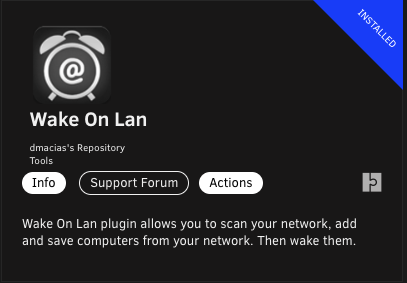 INSTALLED
@
Wake On Lan
dmacias's Repository
Tools
Info Support Forum Actions
Wake On Lan plugin allows you to scan your network, add
and save computers from your network. Then wake them.